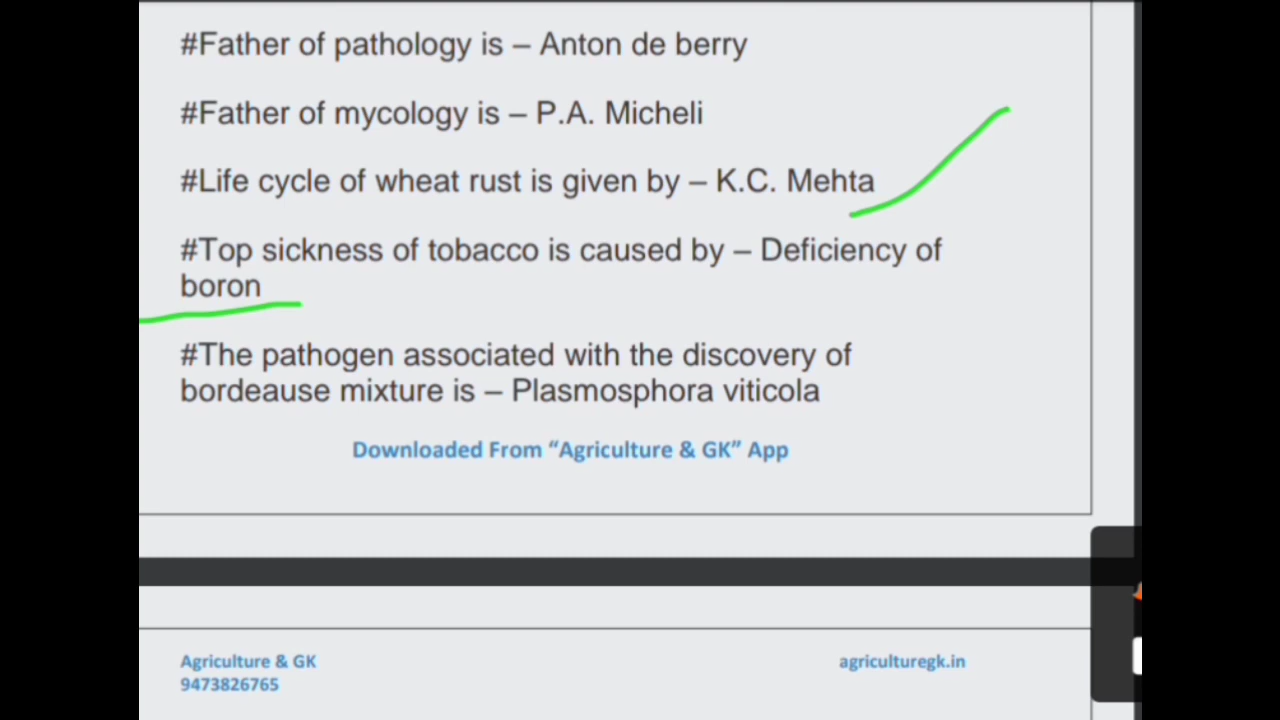 #Father of pathology is – Anton de berry
#Father of mycology is – P.A. Micheli
#Life cycle of wheat rust is given by – K.C. Mehta
#Top sickness of tobacco is caused by – Deficiency of
boron
#The pathogen associated with the discovery of
bordeause mixture is – Plasmosphora viticola
Downloaded From “Agriculture & GK” App
Agriculture & GK
agriculturegk.in
9473826765